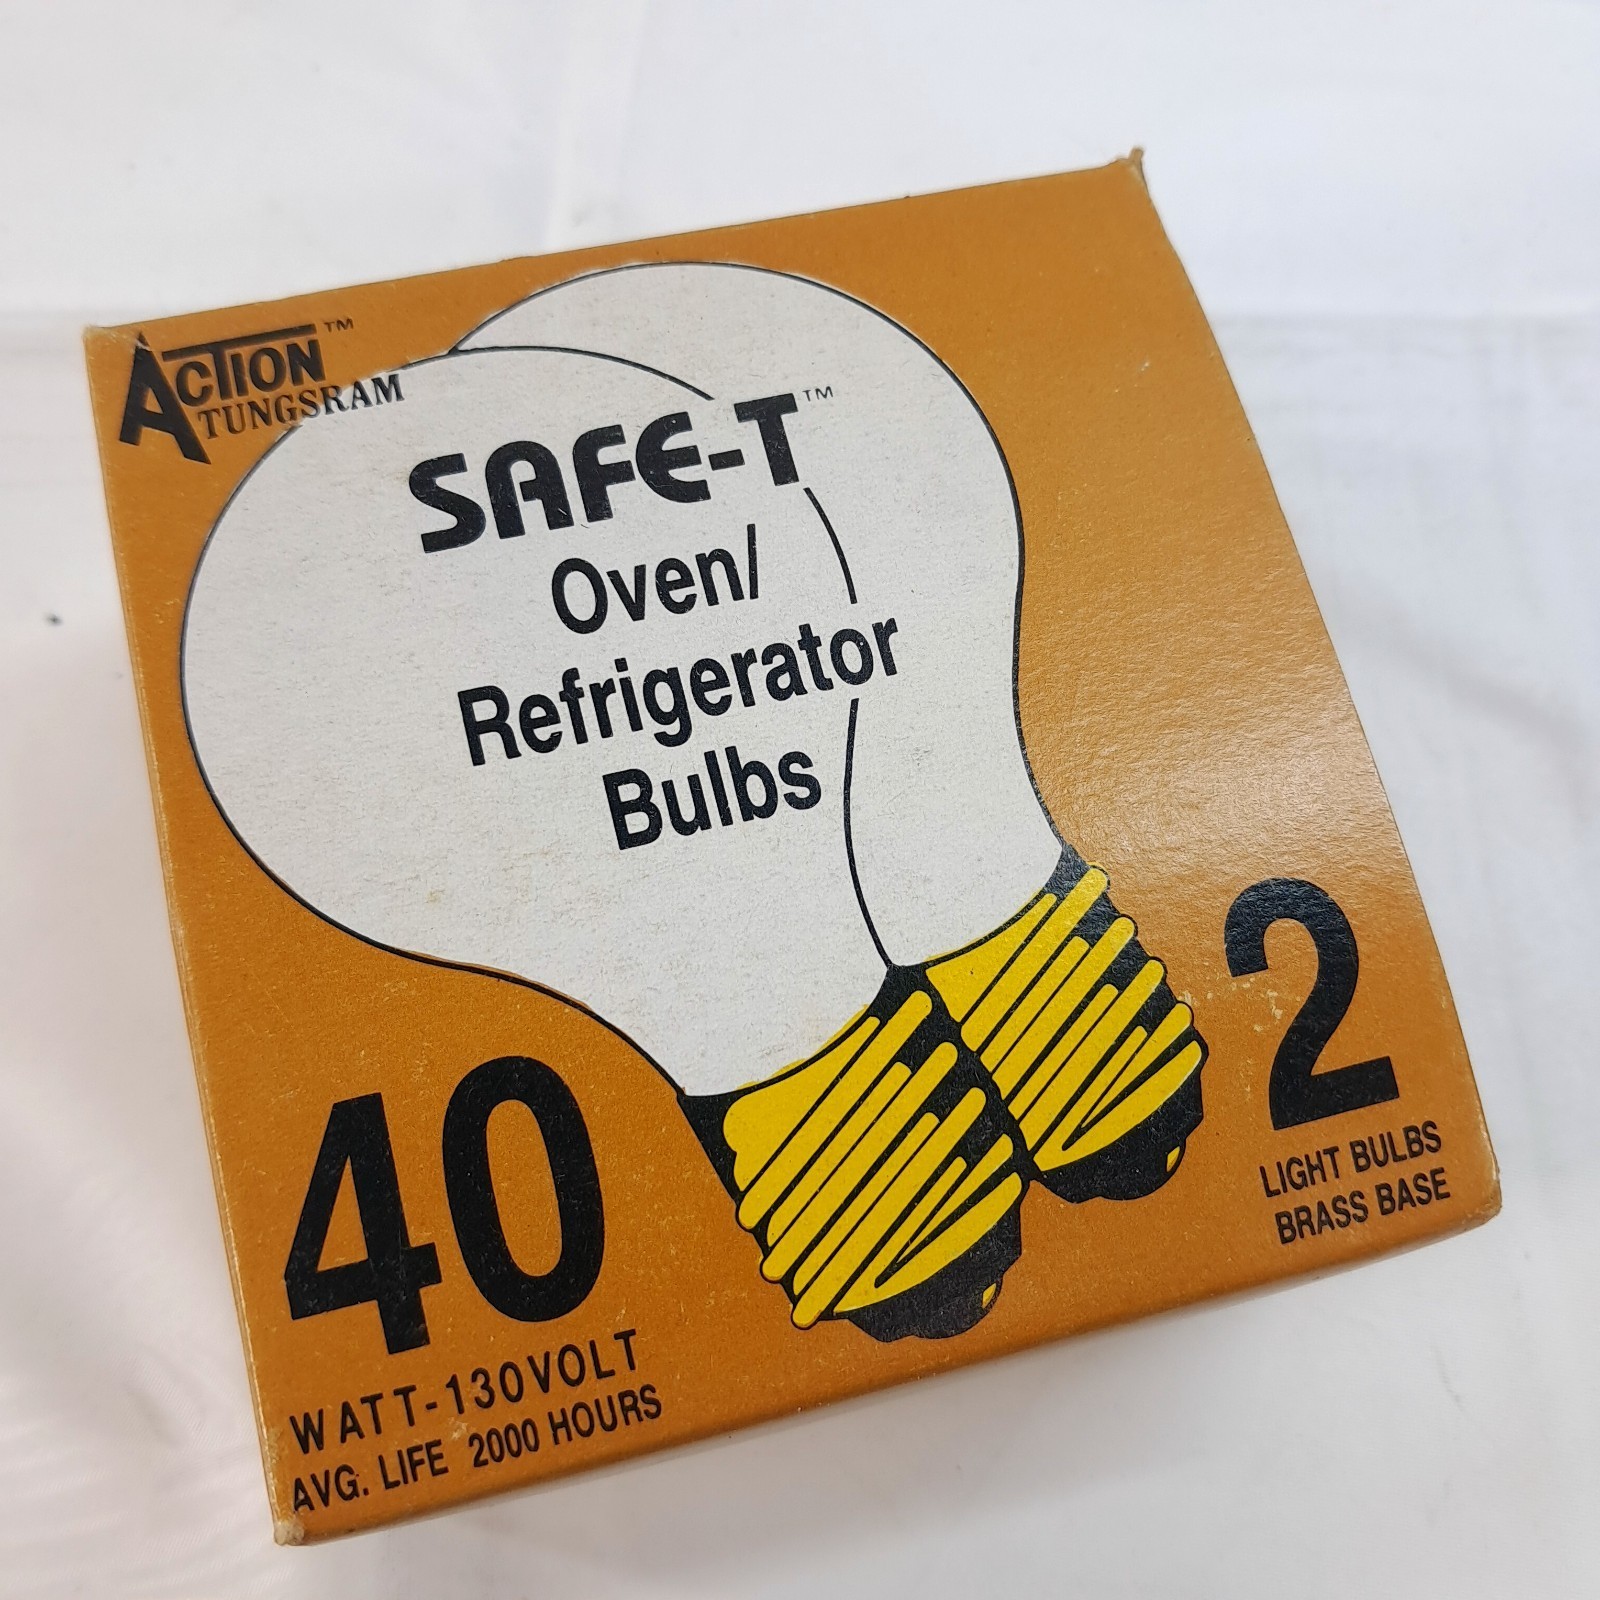 ACTION™
TUNGSRAM
SAFE-T™
Oven/
Refrigerator
Bulbs
40
WATT-130VOLT
AVG. LIFE 2000 HOURS
2
LIGHT BULBS
BRASS BASE